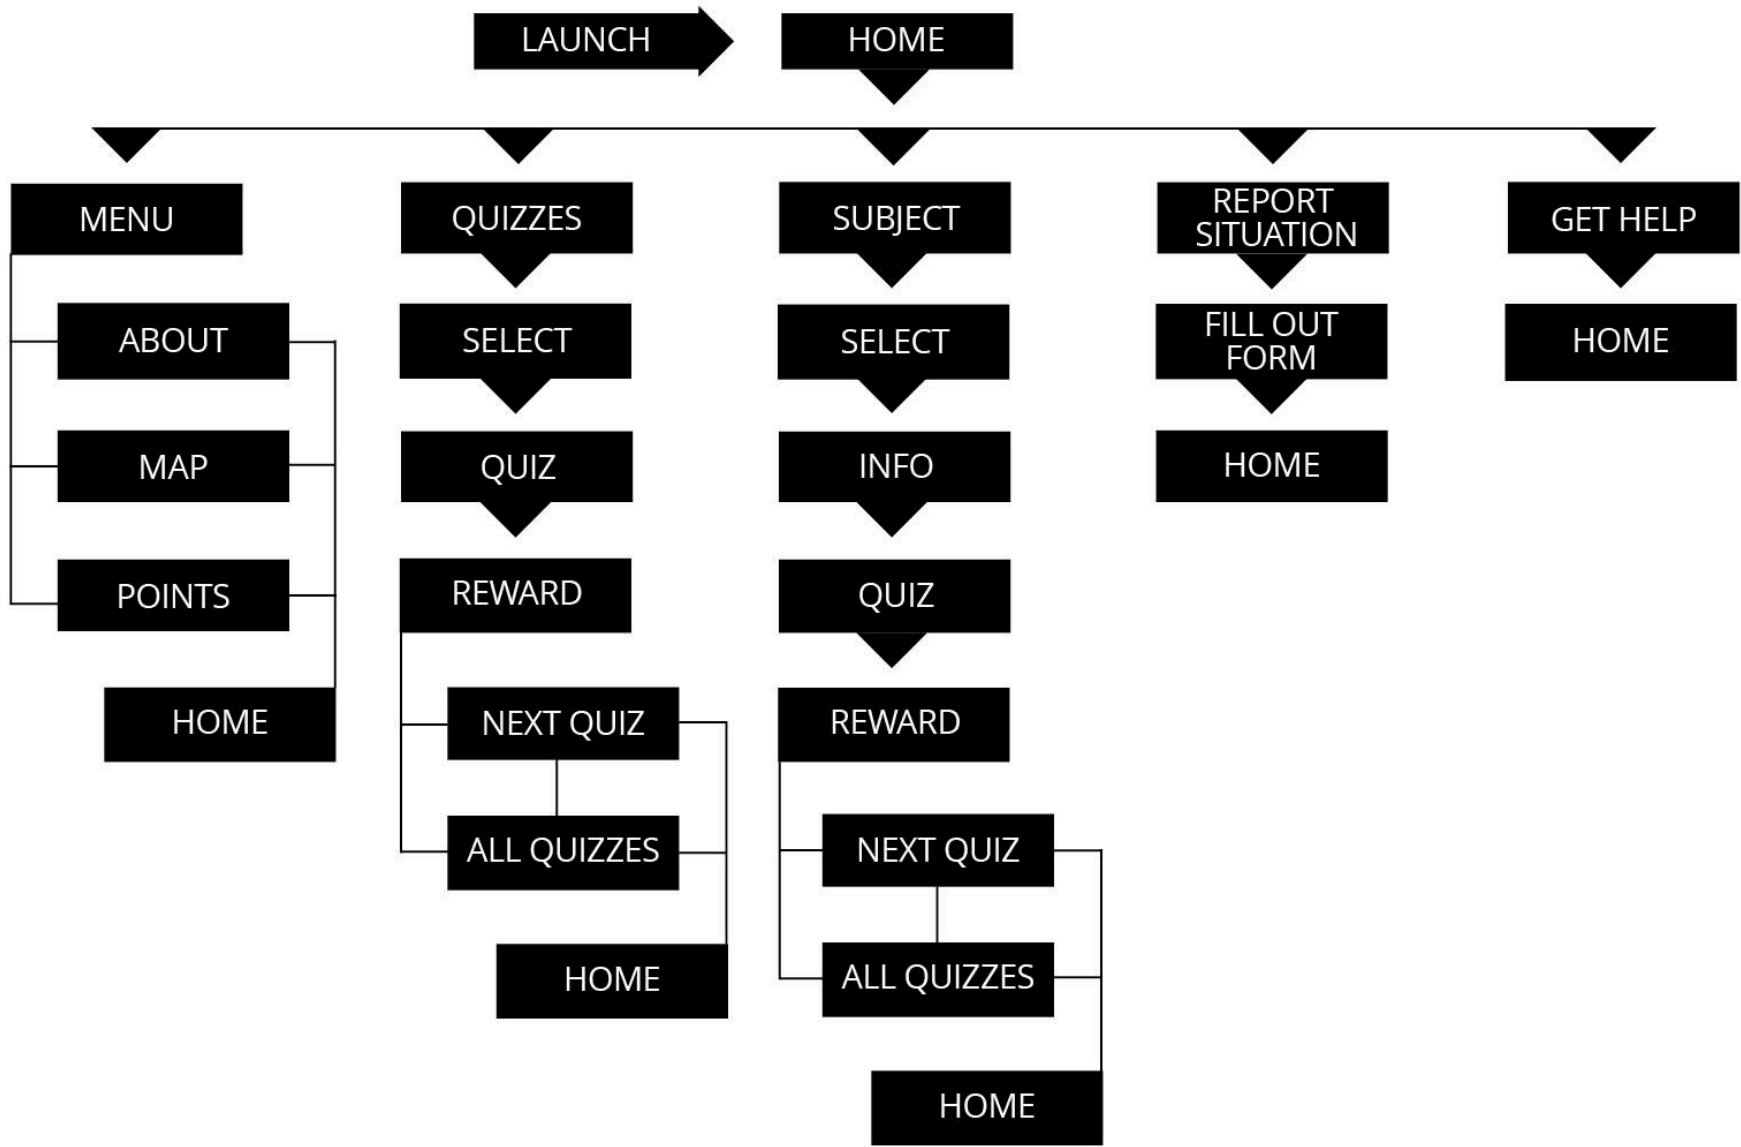 LAUNCH
HOME
MENU
QUIZZES
SUBJECT
REPORT
SITUATION
GET HELP
ABOUT
SELECT
SELECT
FILL OUT
FORM
HOME
MAP
QUIZ
INFO
HOME
POINTS
REWARD
QUIZ
HOME
NEXT QUIZ
REWARD
ALL QUIZZES
NEXT QUIZ
HOME
ALL QUIZZES
HOME